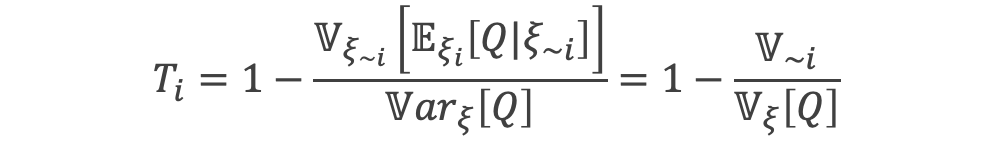 T_i = 1 − 𝕍_{ξ_{~i}}[𝔼_{ξ_i}[Q|ξ_{~i}]] / 𝕍ar_ξ[Q] = 1 − 𝕍_{~i} / 𝕍_ξ[Q]